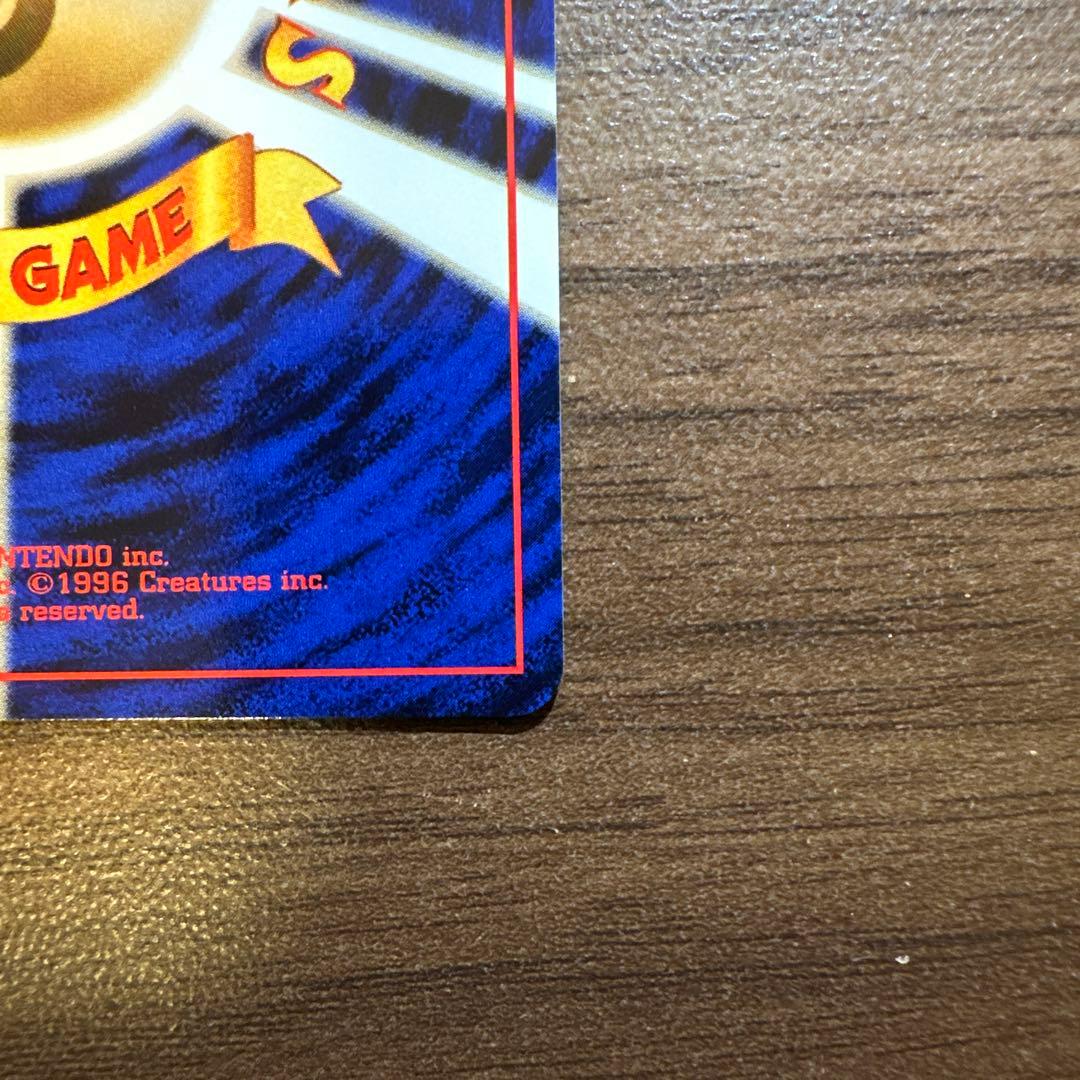 S
GAME
NTENDO inc.
©1996 Creatures inc.
s reserved.